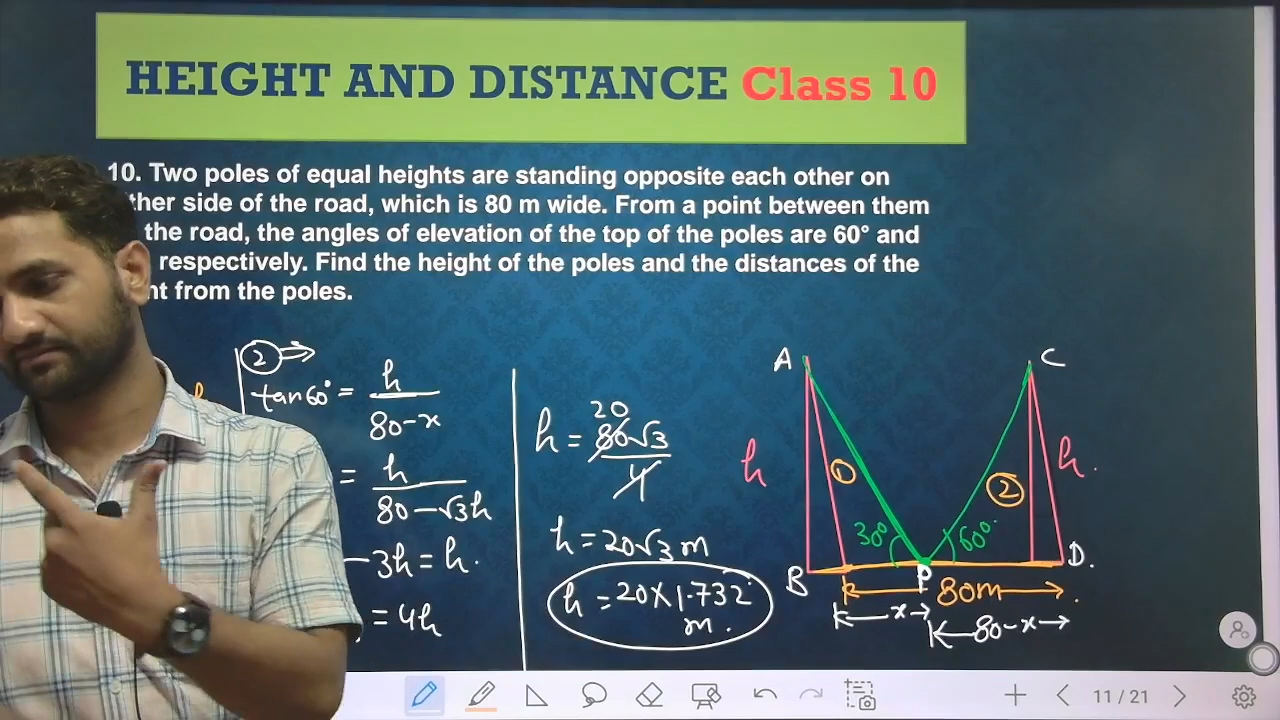 HEIGHT AND DISTANCE Class 10
10. Two poles of equal heights are standing opposite each other on
ther side of the road, which is 80 m wide. From a point between them
the road, the angles of elevation of the top of the poles are 60° and
respectively. Find the height of the poles and the distances of the
nt from the poles.
2 ⇒
tan60° = h/80-x
= h/80-√3h
-3h = h.
= 4h
h = 20 80√3/4
h = 20√3 m
h = 20 X 1.732 m.
A
C
h
1
2
h.
30°
60°
B
P
D.
80m
x
80-x
11 / 21